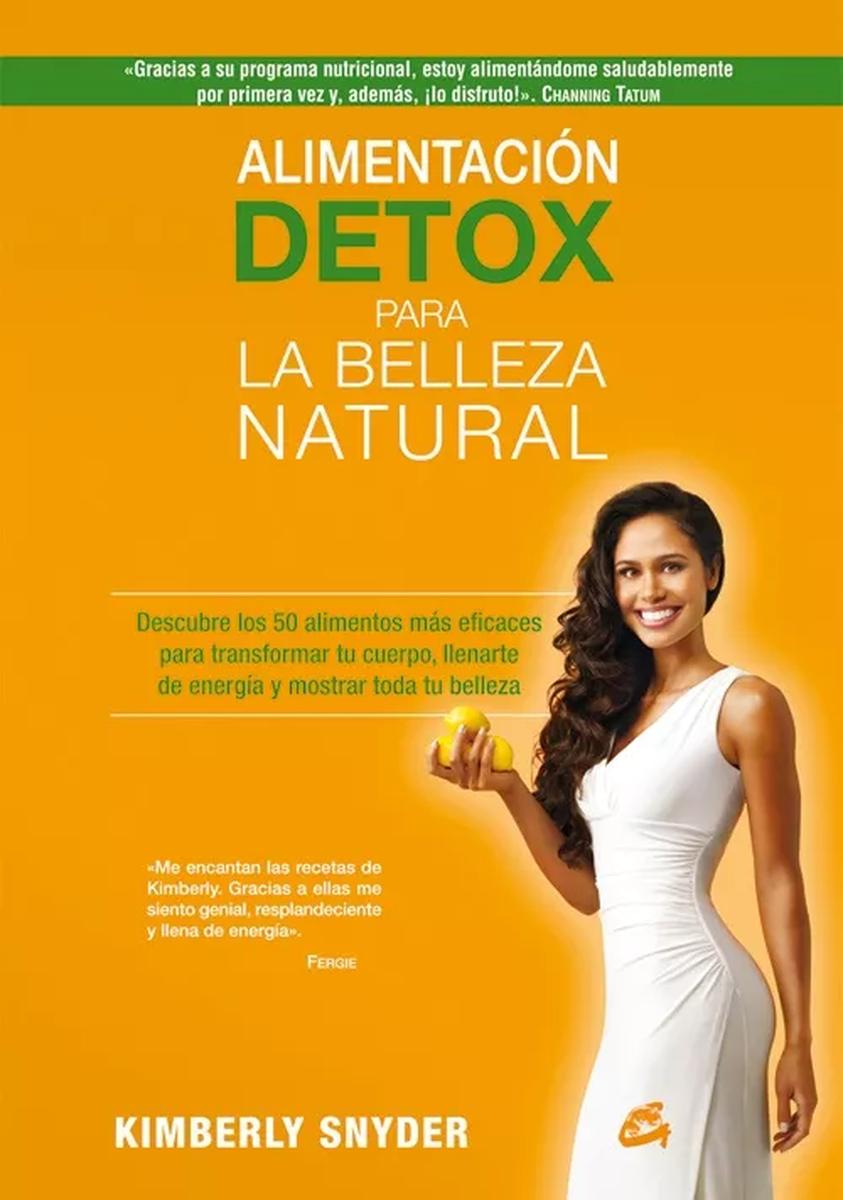 «Gracias a su programa nutricional, estoy alimentándome saludablemente
por primera vez y, además, ¡lo disfruto!». Channing Tatum
ALIMENTACIÓN
DETOX
PARA
LA BELLEZA
NATURAL
Descubre los 50 alimentos más eficaces
para transformar tu cuerpo, llenarte
de energía y mostrar toda tu belleza
«Me encantan las recetas de
Kimberly. Gracias a ellas me
siento genial, resplandeciente
y llena de energía».
Fergie
KIMBERLY SNYDER